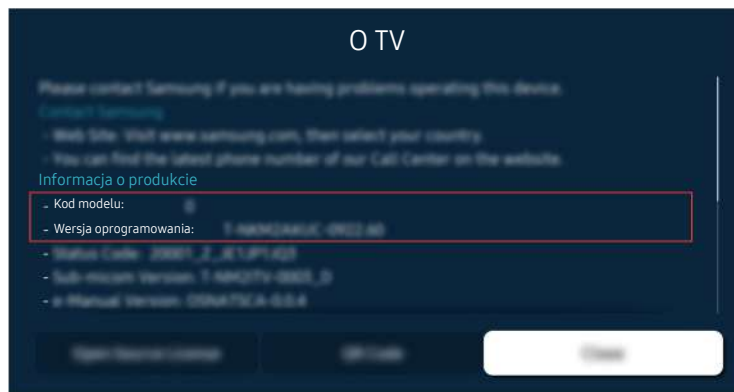 O TV
Please contact Samsung if you are having problems operating this device.
Contact Samsung
- Web Site: Visit www.samsung.com, then select your country.
- You can find the latest phone number of our Call Center on the website.
Informacja o produkcie
- Kod modelu:
- Wersja oprogramowania:
- Status Code:
- Sub-micom Version:
- e-Manual Version:
Open Source License
QR Code
Close